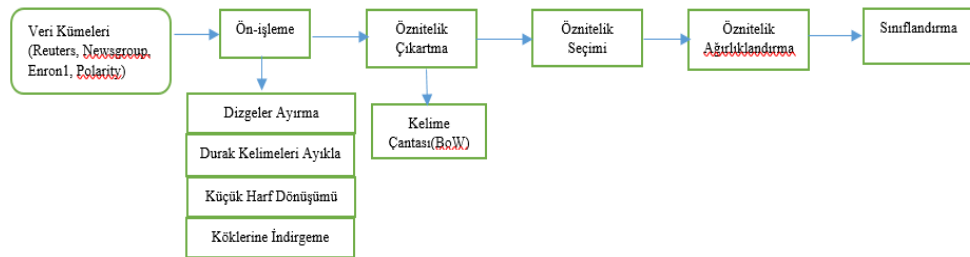 Veri Kümeleri
(Reuters, Newsgroup,
Enron1, Polarity)
Ön-işleme
Öznitelik
Çıkartma
Öznitelik
Seçimi
Öznitelik
Ağırlıklandırma
Sınıflandırma
Dizgeler Ayırma
Durak Kelimeleri Ayıkla
Küçük Harf Dönüşümü
Köklerine İndirgeme
Kelime
Çantası(BoW)